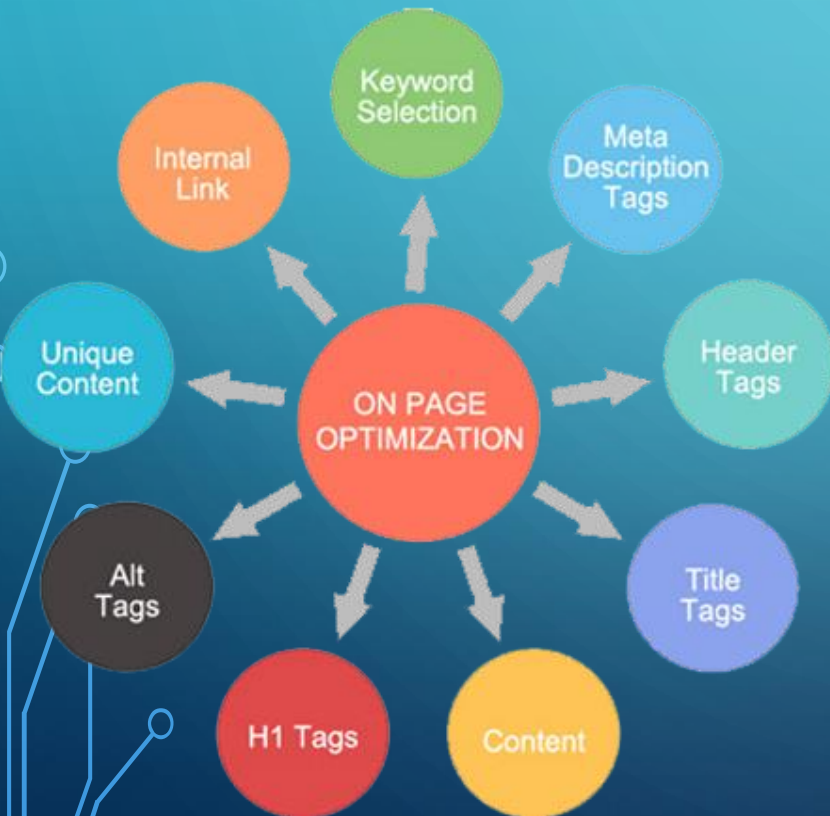 Keyword
Selection
Meta
Description
Tags
Internal
Link
Unique
Content
Header
Tags
ON PAGE
OPTIMIZATION
Alt
Tags
Title
Tags
H1 Tags
Content